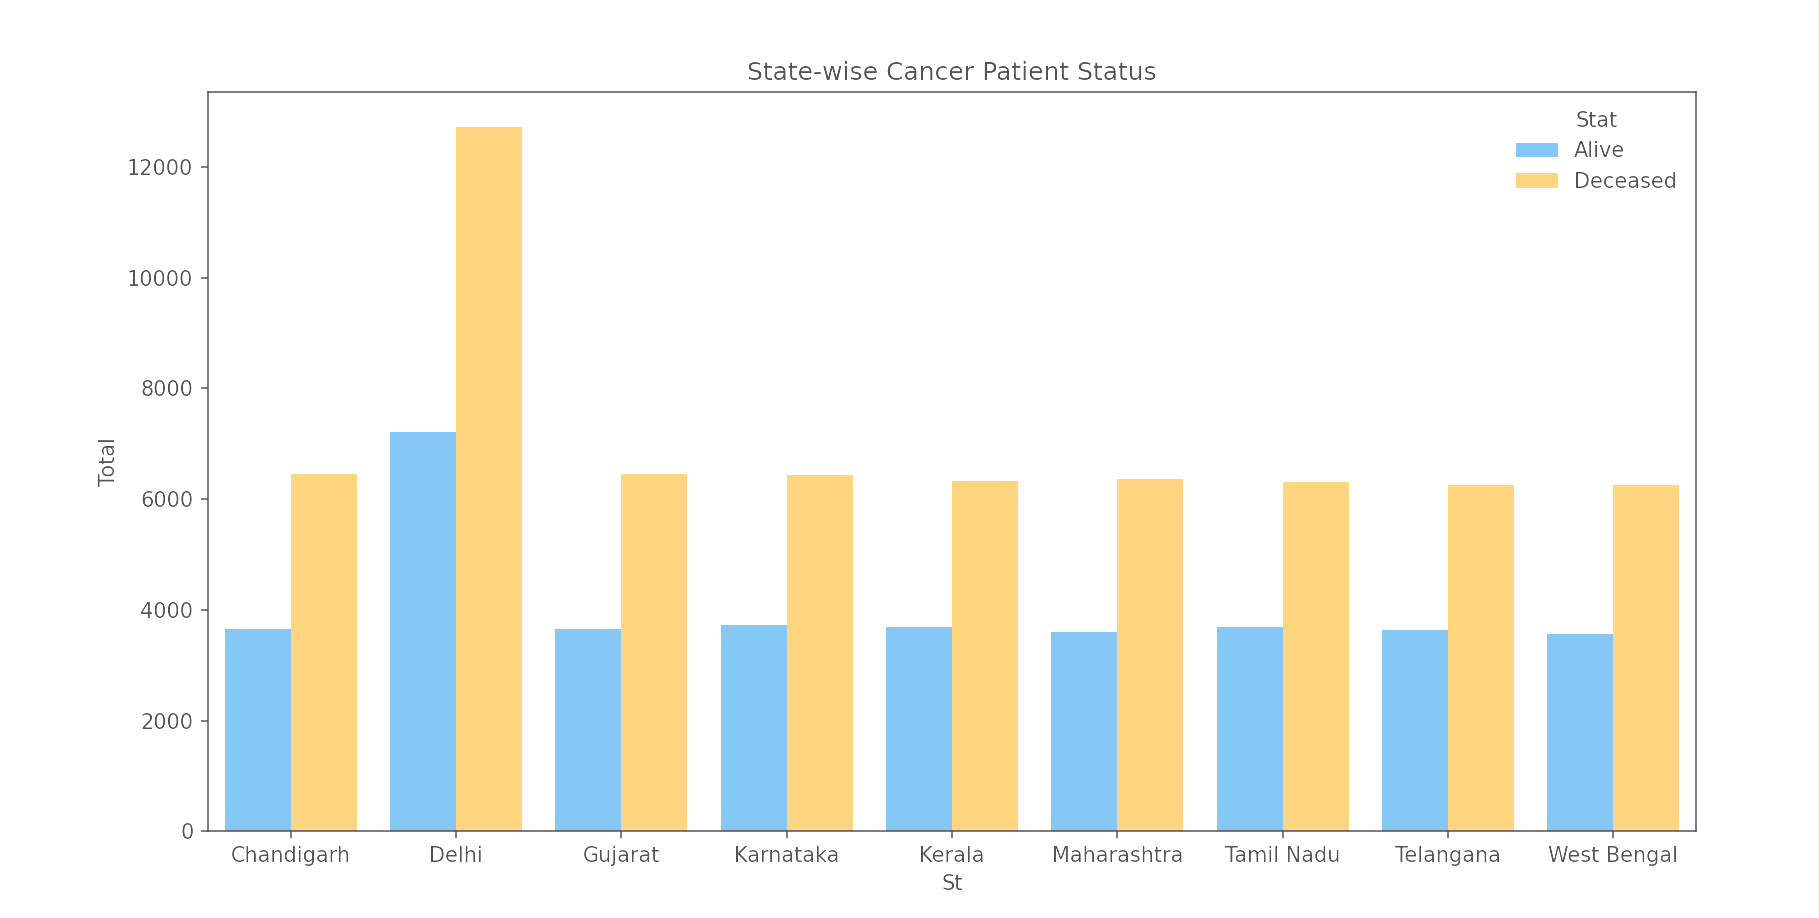 State-wise Cancer Patient Status
Stat
Alive
Deceased
Total
12000
10000
8000
6000
4000
2000
0
Chandigarh Delhi Gujarat Karnataka Kerala Maharashtra Tamil Nadu Telangana West Bengal
St